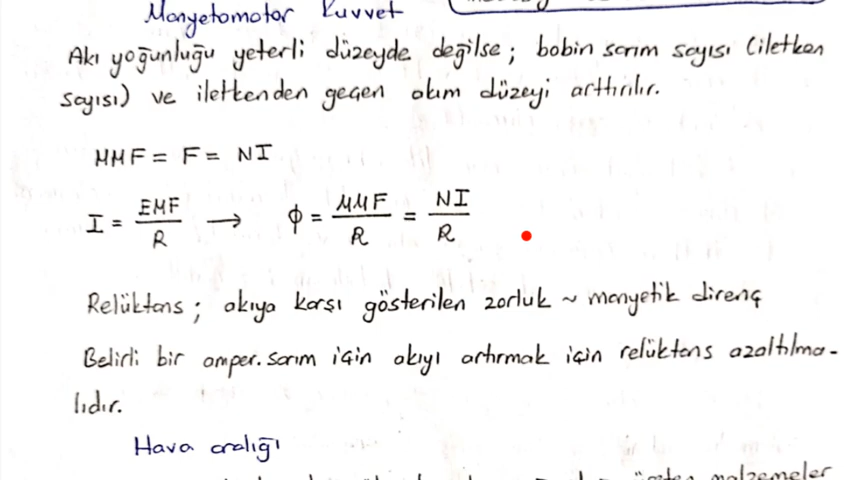 Manyetomotor Kuvvet
Akı yoğunluğu yeterli düzeyde değilse; bobin sarım sayısı (iletken
sayısı) ve iletkenden geçen akım düzeyi arttırılır.
MMF = F = NI
I = EMF/R → ϕ = MMF/R = NI/R
Relüktans; akıya karşı gösterilen zorluk ~ manyetik direnç
Belirli bir amper.sarım için akıyı artırmak için relüktans azaltılma-
lıdır.
Hava aralığı
malzemeler